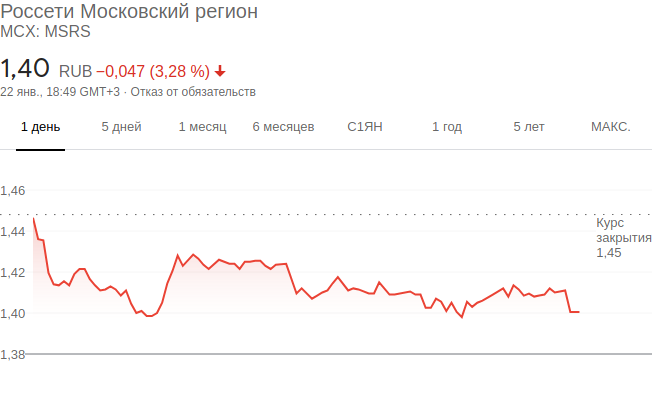 Россети Московский регион
MCX: MSRS
1,40 RUB −0,047 (3,28 %)
22 янв., 18:49 GMT+3 · Отказ от обязательств
1 день 5 дней 1 месяц 6 месяцев С1ЯН 1 год 5 лет МАКС.
1,46
1,44
1,42
1,40
1,38
Курс
закрытия
1,45